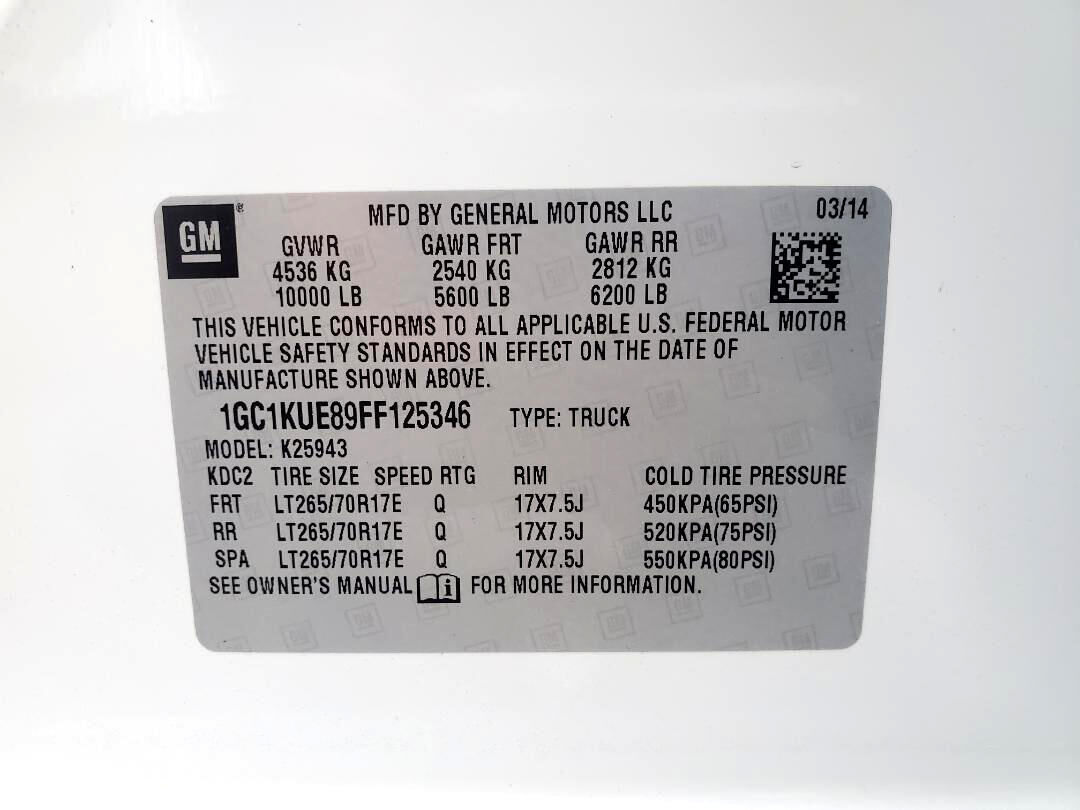 GM ® MFD BY GENERAL MOTORS LLC 03/14
GVWR GAWR FRT GAWR RR
4536 KG 2540 KG 2812 KG
10000 LB 5600 LB 6200 LB
THIS VEHICLE CONFORMS TO ALL APPLICABLE U.S. FEDERAL MOTOR
VEHICLE SAFETY STANDARDS IN EFFECT ON THE DATE OF
MANUFACTURE SHOWN ABOVE.
1GC1KUE89FF125346 TYPE: TRUCK
MODEL: K25943
KDC2 TIRE SIZE SPEED RTG RIM COLD TIRE PRESSURE
FRT LT265/70R17E Q 17X7.5J 450KPA(65PSI)
RR LT265/70R17E Q 17X7.5J 520KPA(75PSI)
SPA LT265/70R17E Q 17X7.5J 550KPA(80PSI)
SEE OWNER'S MANUAL i FOR MORE INFORMATION.